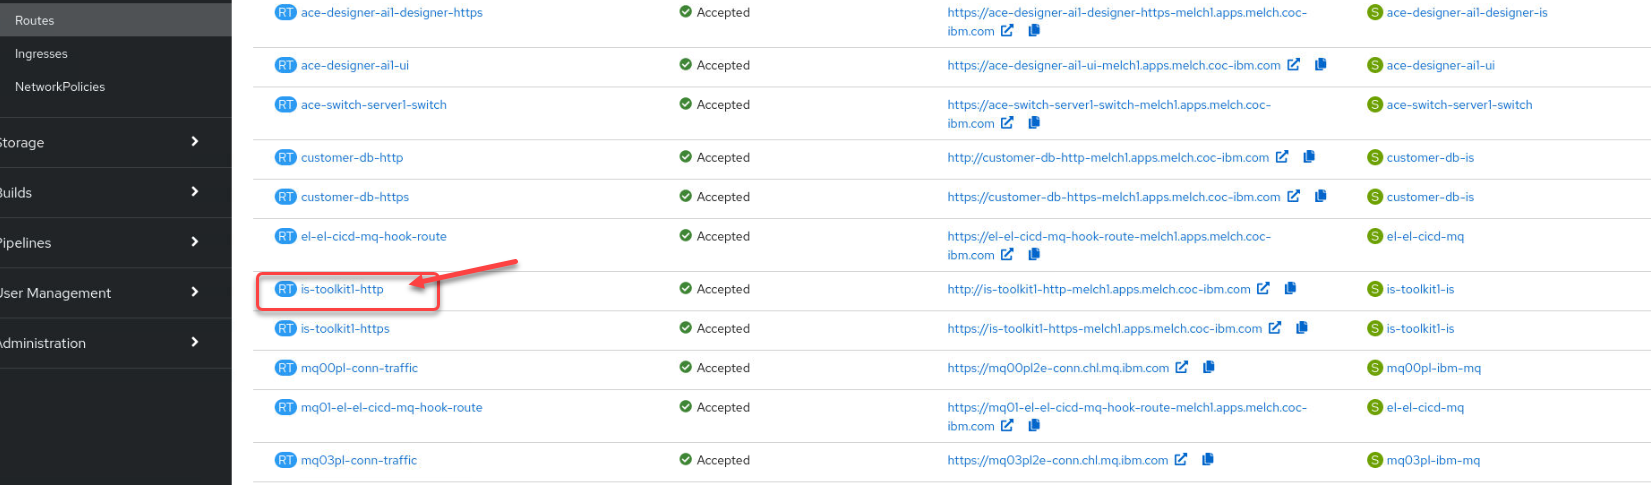 Routes
Ingresses
NetworkPolicies
Storage
Builds
Pipelines
User Management
Administration
RT ace-designer-ai1-designer-https Accepted https://ace-designer-ai1-designer-https-melch1.apps.melch.coc- S ace-designer-ai1-designer-is
ibm.com
RT ace-designer-ai1-ui Accepted https://ace-designer-ai1-ui-melch1.apps.melch.coc-ibm.com S ace-designer-ai1-ui
RT ace-switch-server1-switch Accepted https://ace-switch-server1-switch-melch1.apps.melch.coc- S ace-switch-server1-switch
ibm.com
RT customer-db-http Accepted http://customer-db-http-melch1.apps.melch.coc-ibm.com S customer-db-is
RT customer-db-https Accepted https://customer-db-https-melch1.apps.melch.coc-ibm.com S customer-db-is
RT el-el-cicd-mq-hook-route Accepted https://el-el-cicd-mq-hook-route-melch1.apps.melch.coc- S el-el-cicd-mq
ibm.com
RT is-toolkit1-http Accepted http://is-toolkit1-http-melch1.apps.melch.coc-ibm.com S is-toolkit1-is
RT is-toolkit1-https Accepted https://is-toolkit1-https-melch1.apps.melch.coc-ibm.com S is-toolkit1-is
RT mq00pl-conn-traffic Accepted https://mq00pl2e-conn.chl.mq.ibm.com S mq00pl-ibm-mq
RT mq01-el-el-cicd-mq-hook-route Accepted https://mq01-el-el-cicd-mq-hook-route-melch1.apps.melch.coc- S el-el-cicd-mq
ibm.com
RT mq03pl-conn-traffic Accepted https://mq03pl2e-conn.chl.mq.ibm.com S mq03pl-ibm-mq